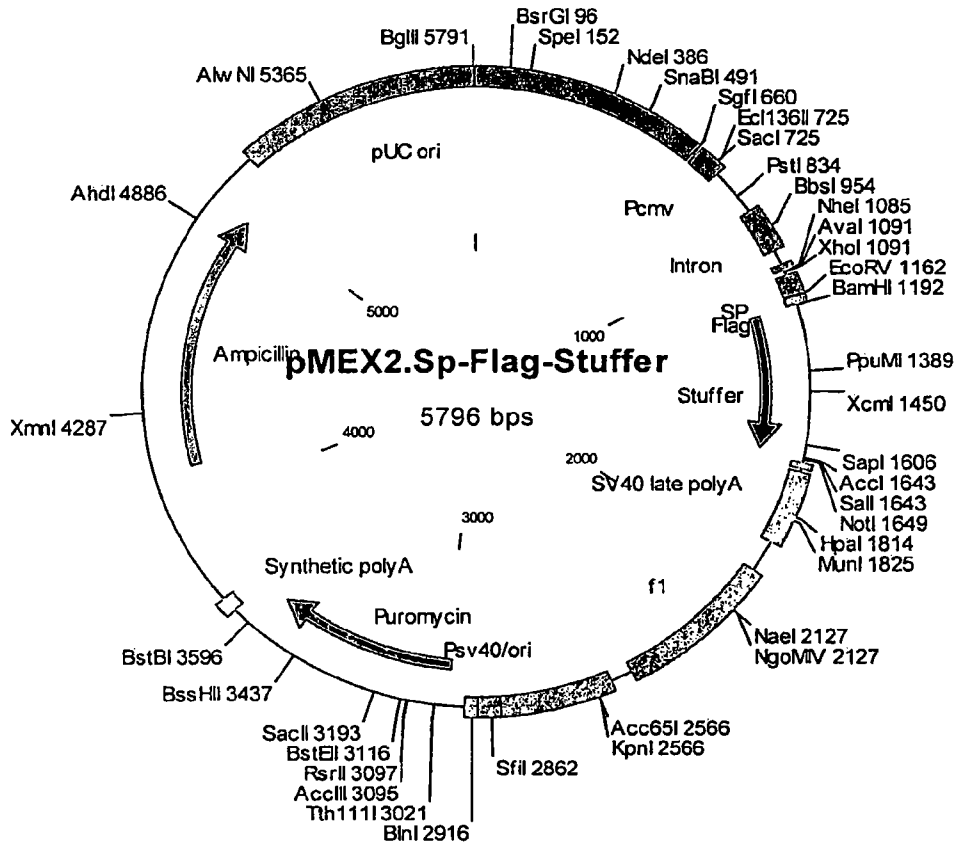 BglII 5791
BsrGI 96
SpeI 152
NdeI 386
SnaBI 491
SgfI 660
Ecl136II 725
SacI 725
PstI 834
BbsI 954
NheI 1085
AvaI 1091
XhoI 1091
EcoRV 1162
BamHI 1192
PpuMI 1389
XcmI 1450
SapI 1606
AccI 1643
SalI 1643
NotI 1649
HpaI 1814
MunI 1825
NaeI 2127
NgoMIV 2127
Acc65I 2566
KpnI 2566
SfiI 2862
BlnI 2916
Tth111I 3021
AccIII 3095
RsrII 3097
BstEII 3116
SacII 3193
BssHII 3437
BstBI 3596
XmnI 4287
AhdI 4886
AlwNI 5365
pUC ori
Pcmv
Intron
SP
Flag
Stuffer
SV40 late polyA
f1
Psv40/ori
Puromycin
Synthetic polyA
Ampicillin
1000
2000
3000
4000
5000
pMEX2.Sp-Flag-Stuffer
5796 bps